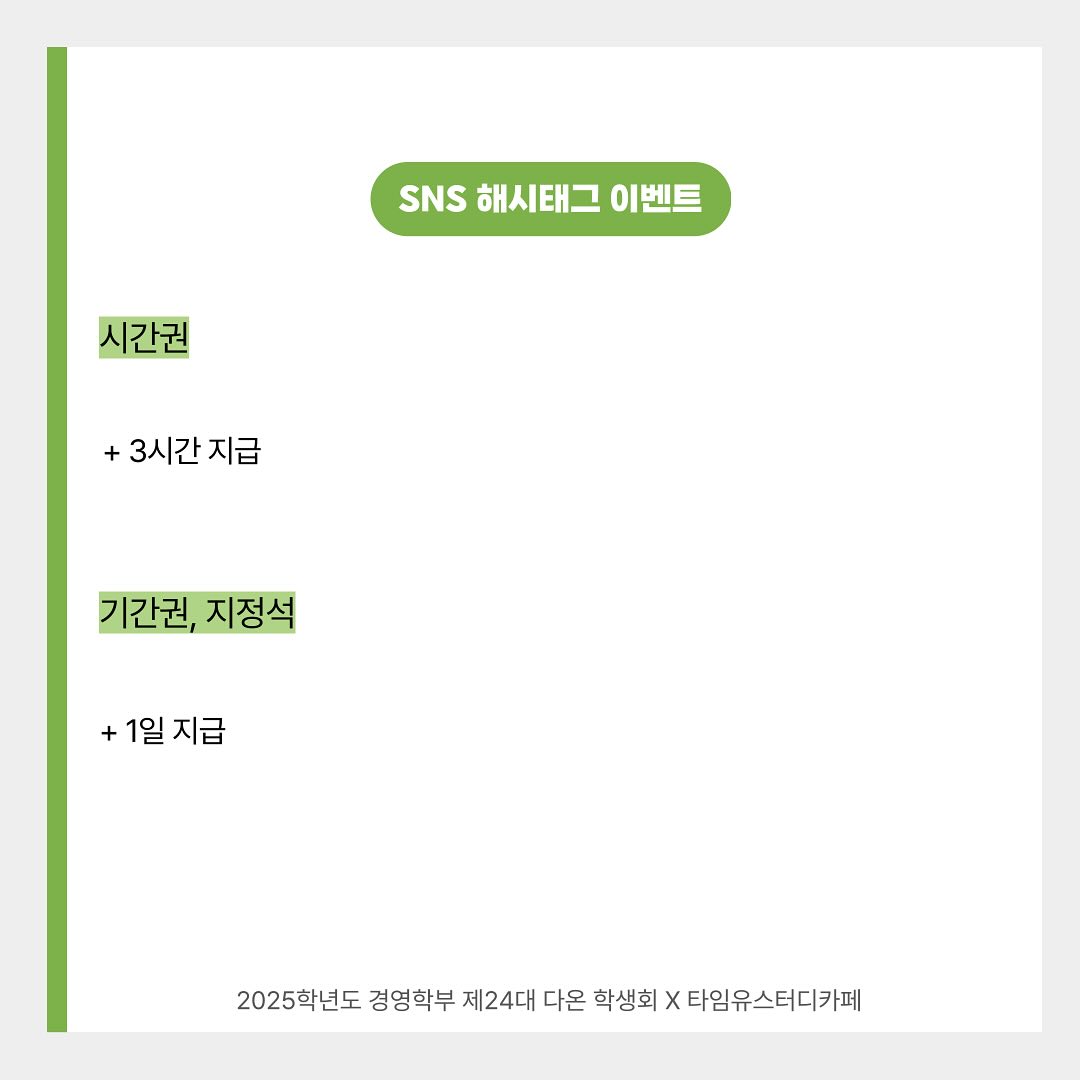 SNS 해시태그 이벤트
시간권
+ 3시간 지급
기간권, 지정석
+ 1일 지급
2025학년도 경영학부 제24대 다온 학생회 X 타임유스터디카페